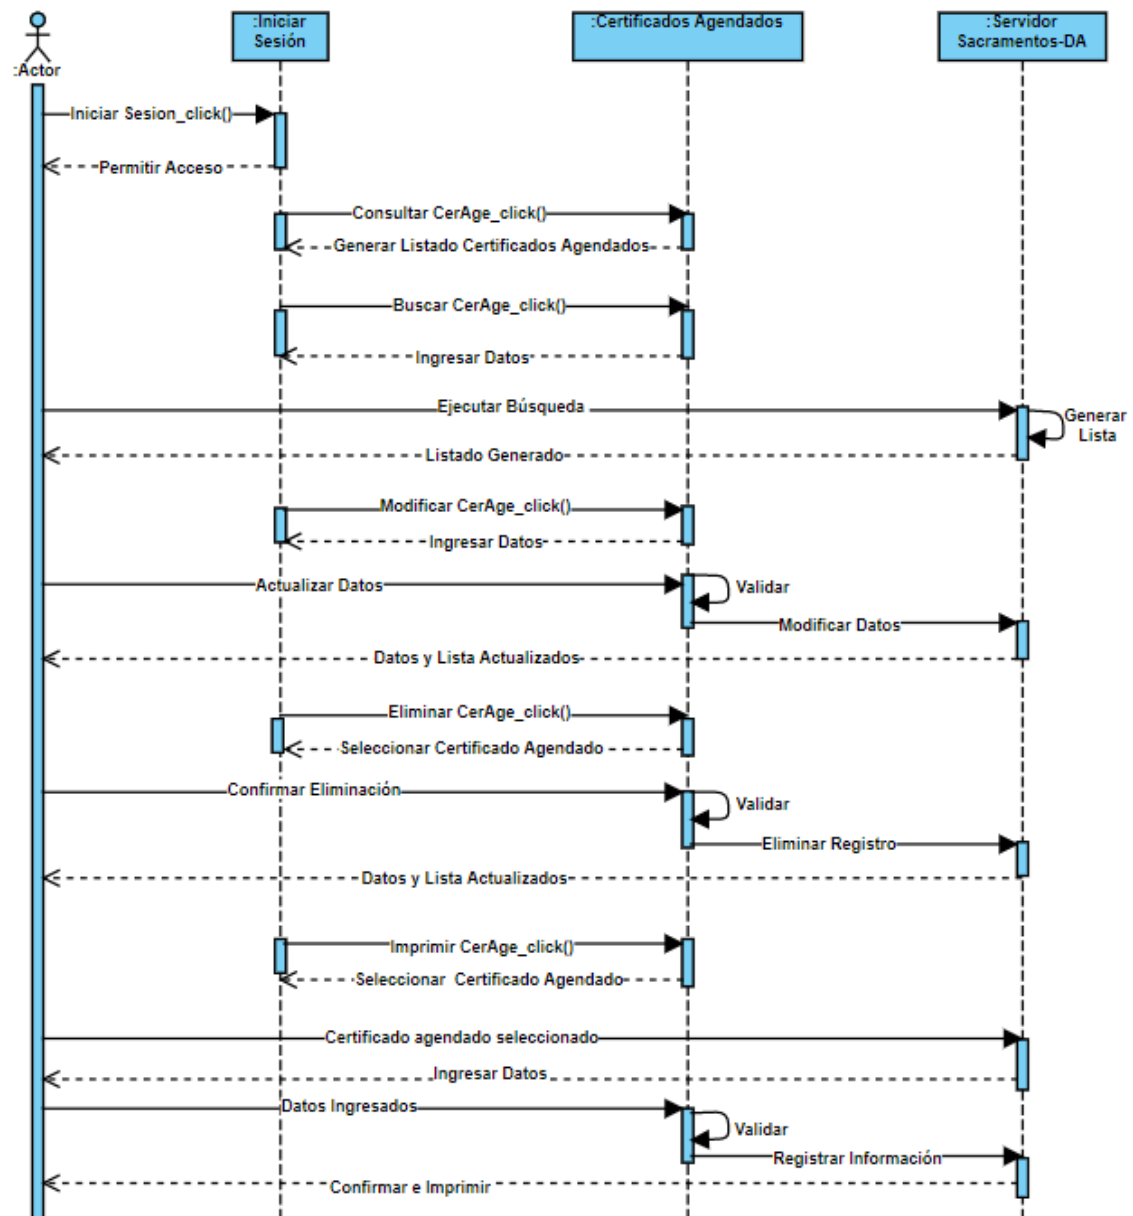 :Iniciar
Sesión
:Certificados Agendados
:Servidor
Sacramentos-DA
:Actor
Iniciar Sesion_click()
Permitir Acceso
Consultar CerAge_click()
Generar Listado Certificados Agendados
Buscar CerAge_click()
Ingresar Datos
Ejecutar Búsqueda
Generar
Lista
Listado Generado
Modificar CerAge_click()
Ingresar Datos
Actualizar Datos
Validar
Modificar Datos
Datos y Lista Actualizados
Eliminar CerAge_click()
Seleccionar Certificado Agendado
Confirmar Eliminación
Validar
Eliminar Registro
Datos y Lista Actualizados
Imprimir CerAge_click()
Seleccionar Certificado Agendado
Certificado agendado seleccionado
Ingresar Datos
Datos Ingresados
Validar
Registrar Información
Confirmar e Imprimir